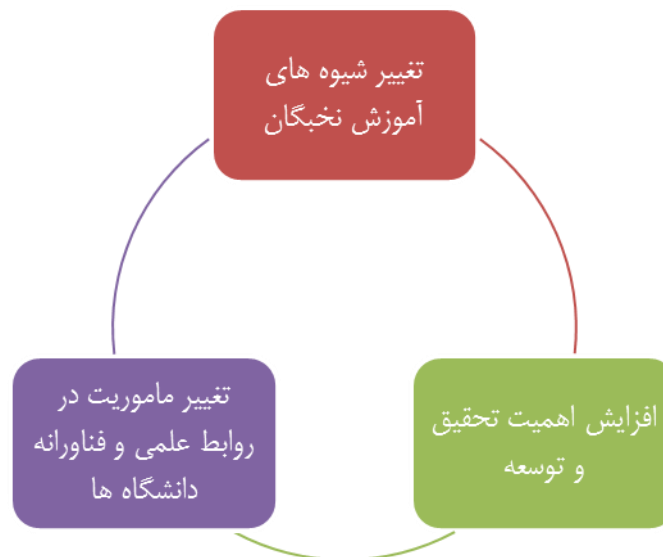 تغییر شیوه های
آموزش نخبگان
افزایش اهمیت تحقیق
و توسعه
تغییر ماموریت در
روابط علمی و فناورانه
دانشگاه ها